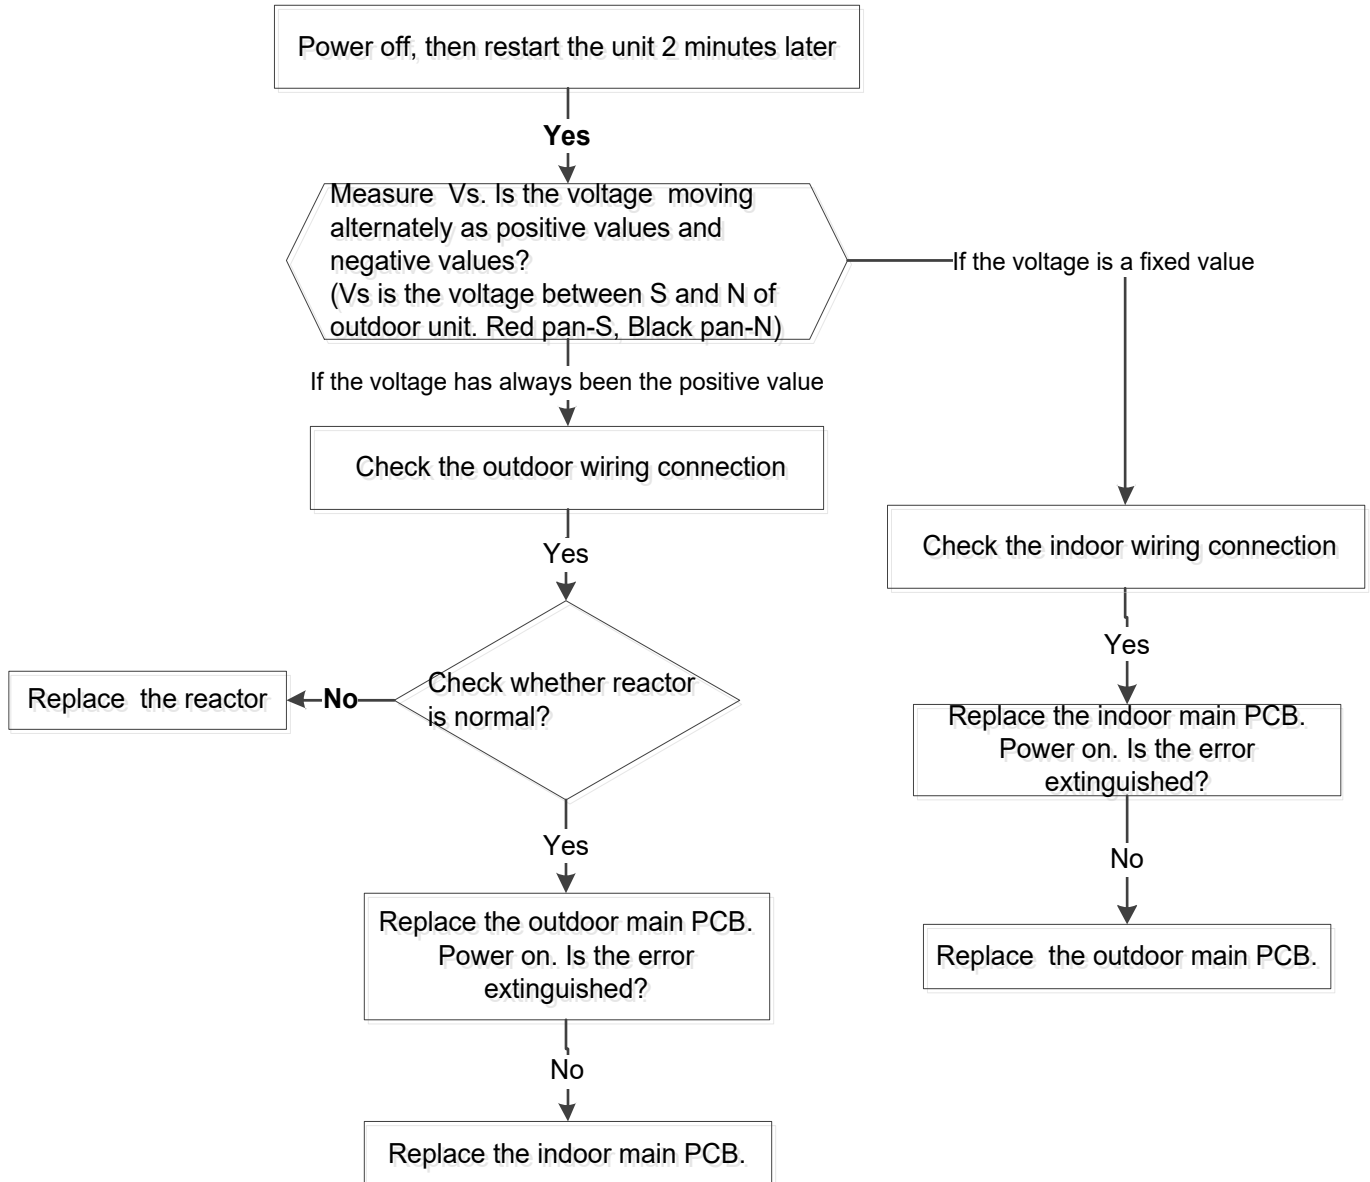 Power off, then restart the unit 2 minutes later
Yes
Measure Vs. Is the voltage moving
alternately as positive values and
negative values?
(Vs is the voltage between S and N of
outdoor unit. Red pan-S, Black pan-N)
If the voltage is a fixed value
If the voltage has always been the positive value
Check the outdoor wiring connection
Yes
Check the indoor wiring connection
Yes
Check whether reactor
is normal?
No
Replace the reactor
Replace the indoor main PCB.
Power on. Is the error
extinguished?
Yes
No
Replace the outdoor main PCB.
Power on. Is the error
extinguished?
Replace the outdoor main PCB.
No
Replace the indoor main PCB.